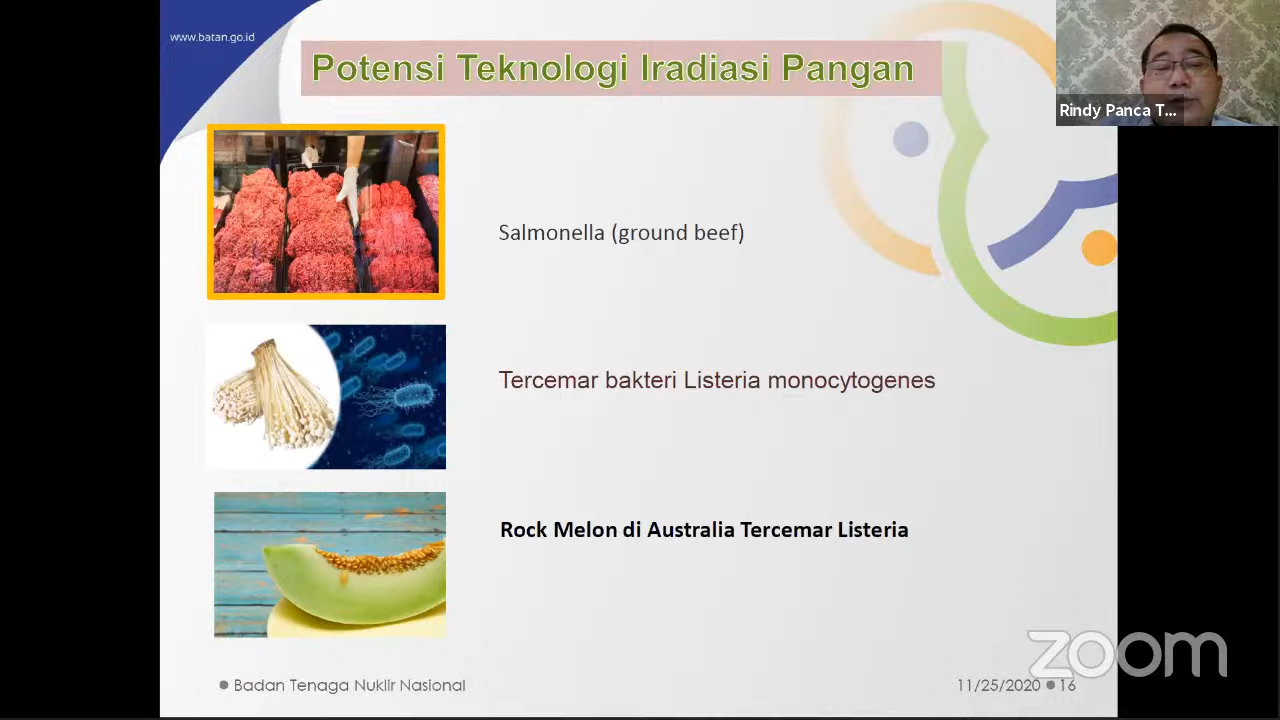 www.batan.go.id
Potensi Teknologi Iradiasi Pangan
Rindy Panca T...
Salmonella (ground beef)
Tercemar bakteri Listeria monocytogenes
Rock Melon di Australia Tercemar Listeria
zoom
Badan Tenaga Nuklir Nasional
11/25/2020 16